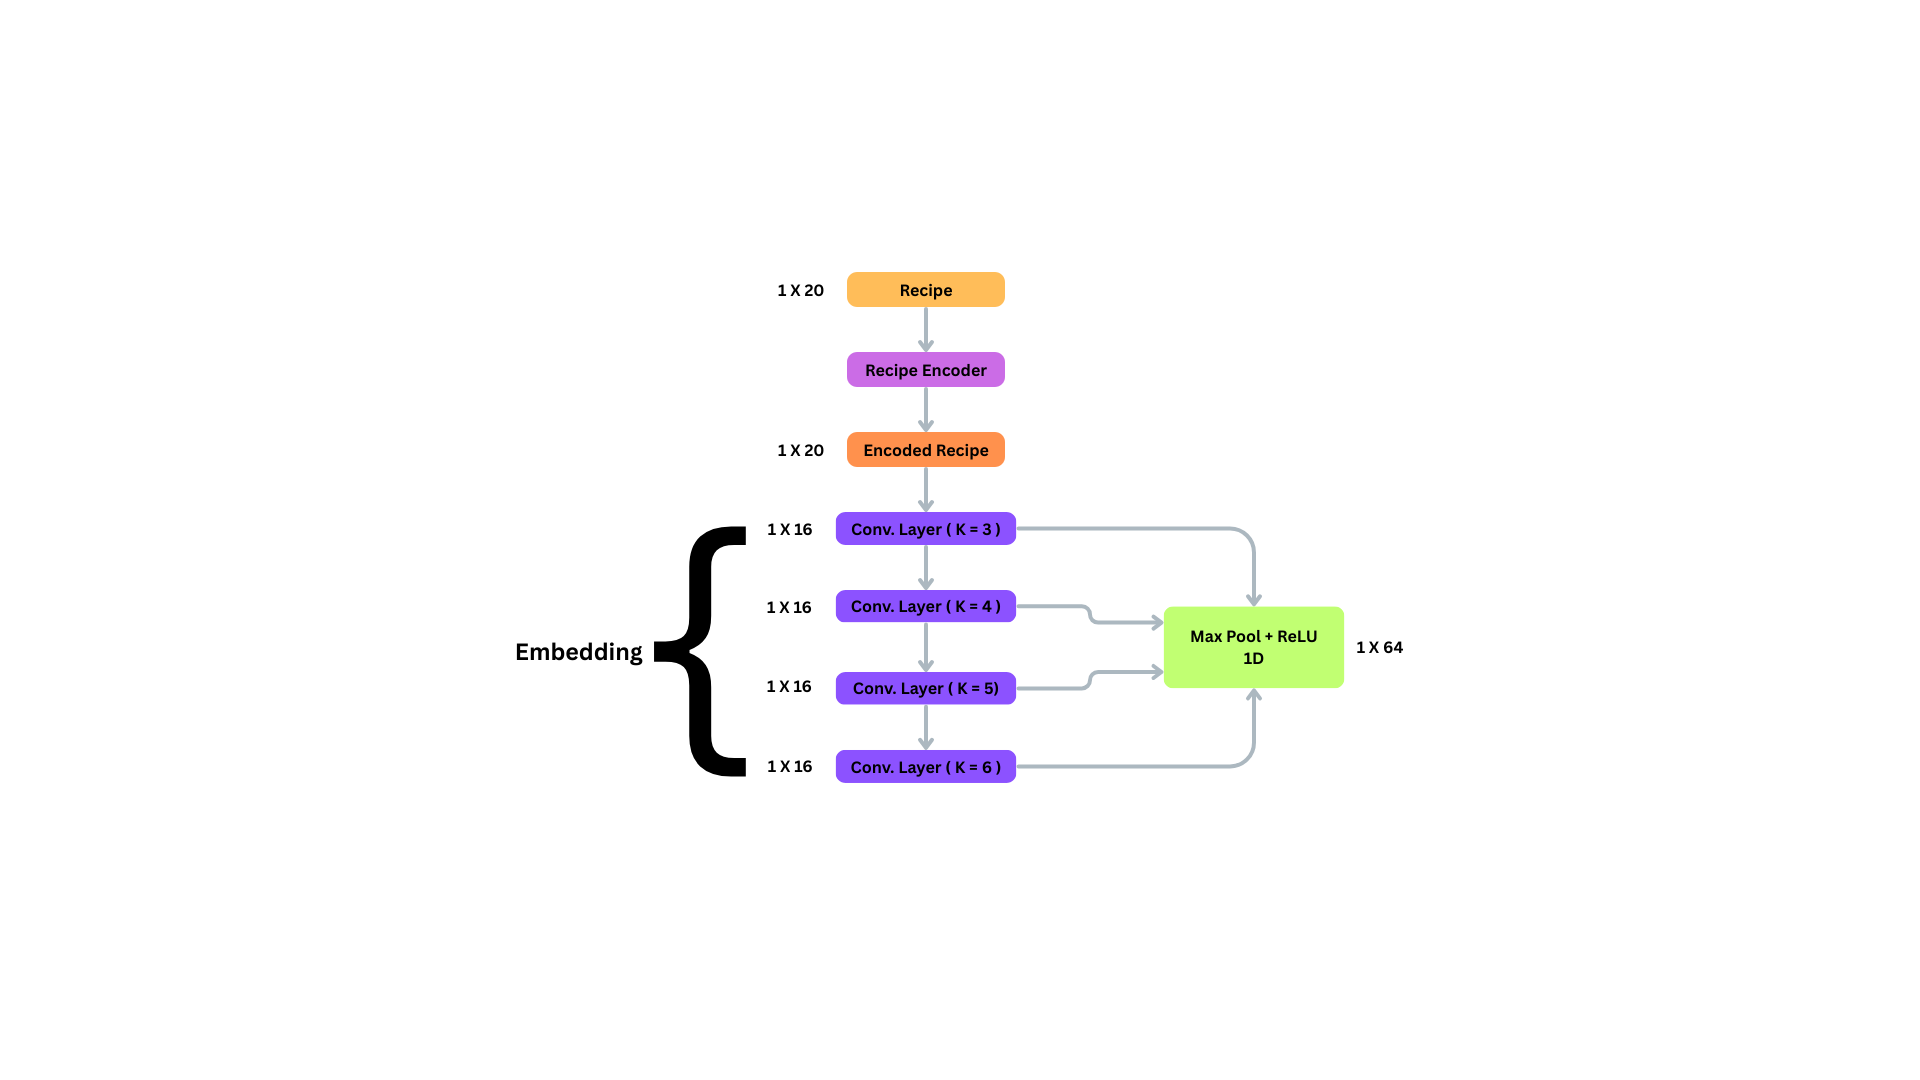 1 X 20
Recipe
Recipe Encoder
1 X 20
Encoded Recipe
1 X 16
Conv. Layer ( K = 3 )
1 X 16
Conv. Layer ( K = 4 )
Embedding
Max Pool + ReLU
1D
1 X 64
1 X 16
Conv. Layer ( K = 5)
1 X 16
Conv. Layer ( K = 6 )